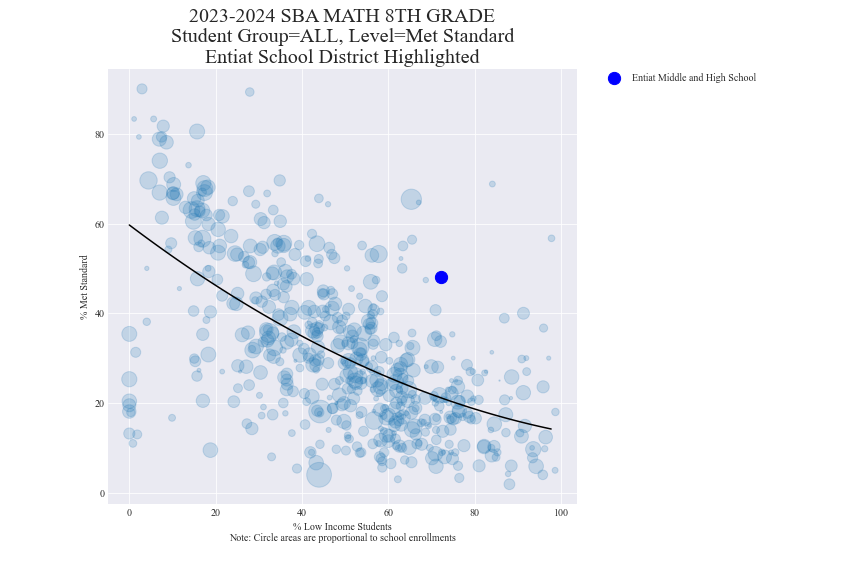 2023-2024 SBA MATH 8TH GRADE
Student Group=ALL, Level=Met Standard
Entiat School District Highlighted
Entiat Middle and High School
80
60
40
20
0
% Met Standard
0 20 40 60 80 100
% Low Income Students
Note: Circle areas are proportional to school enrollments